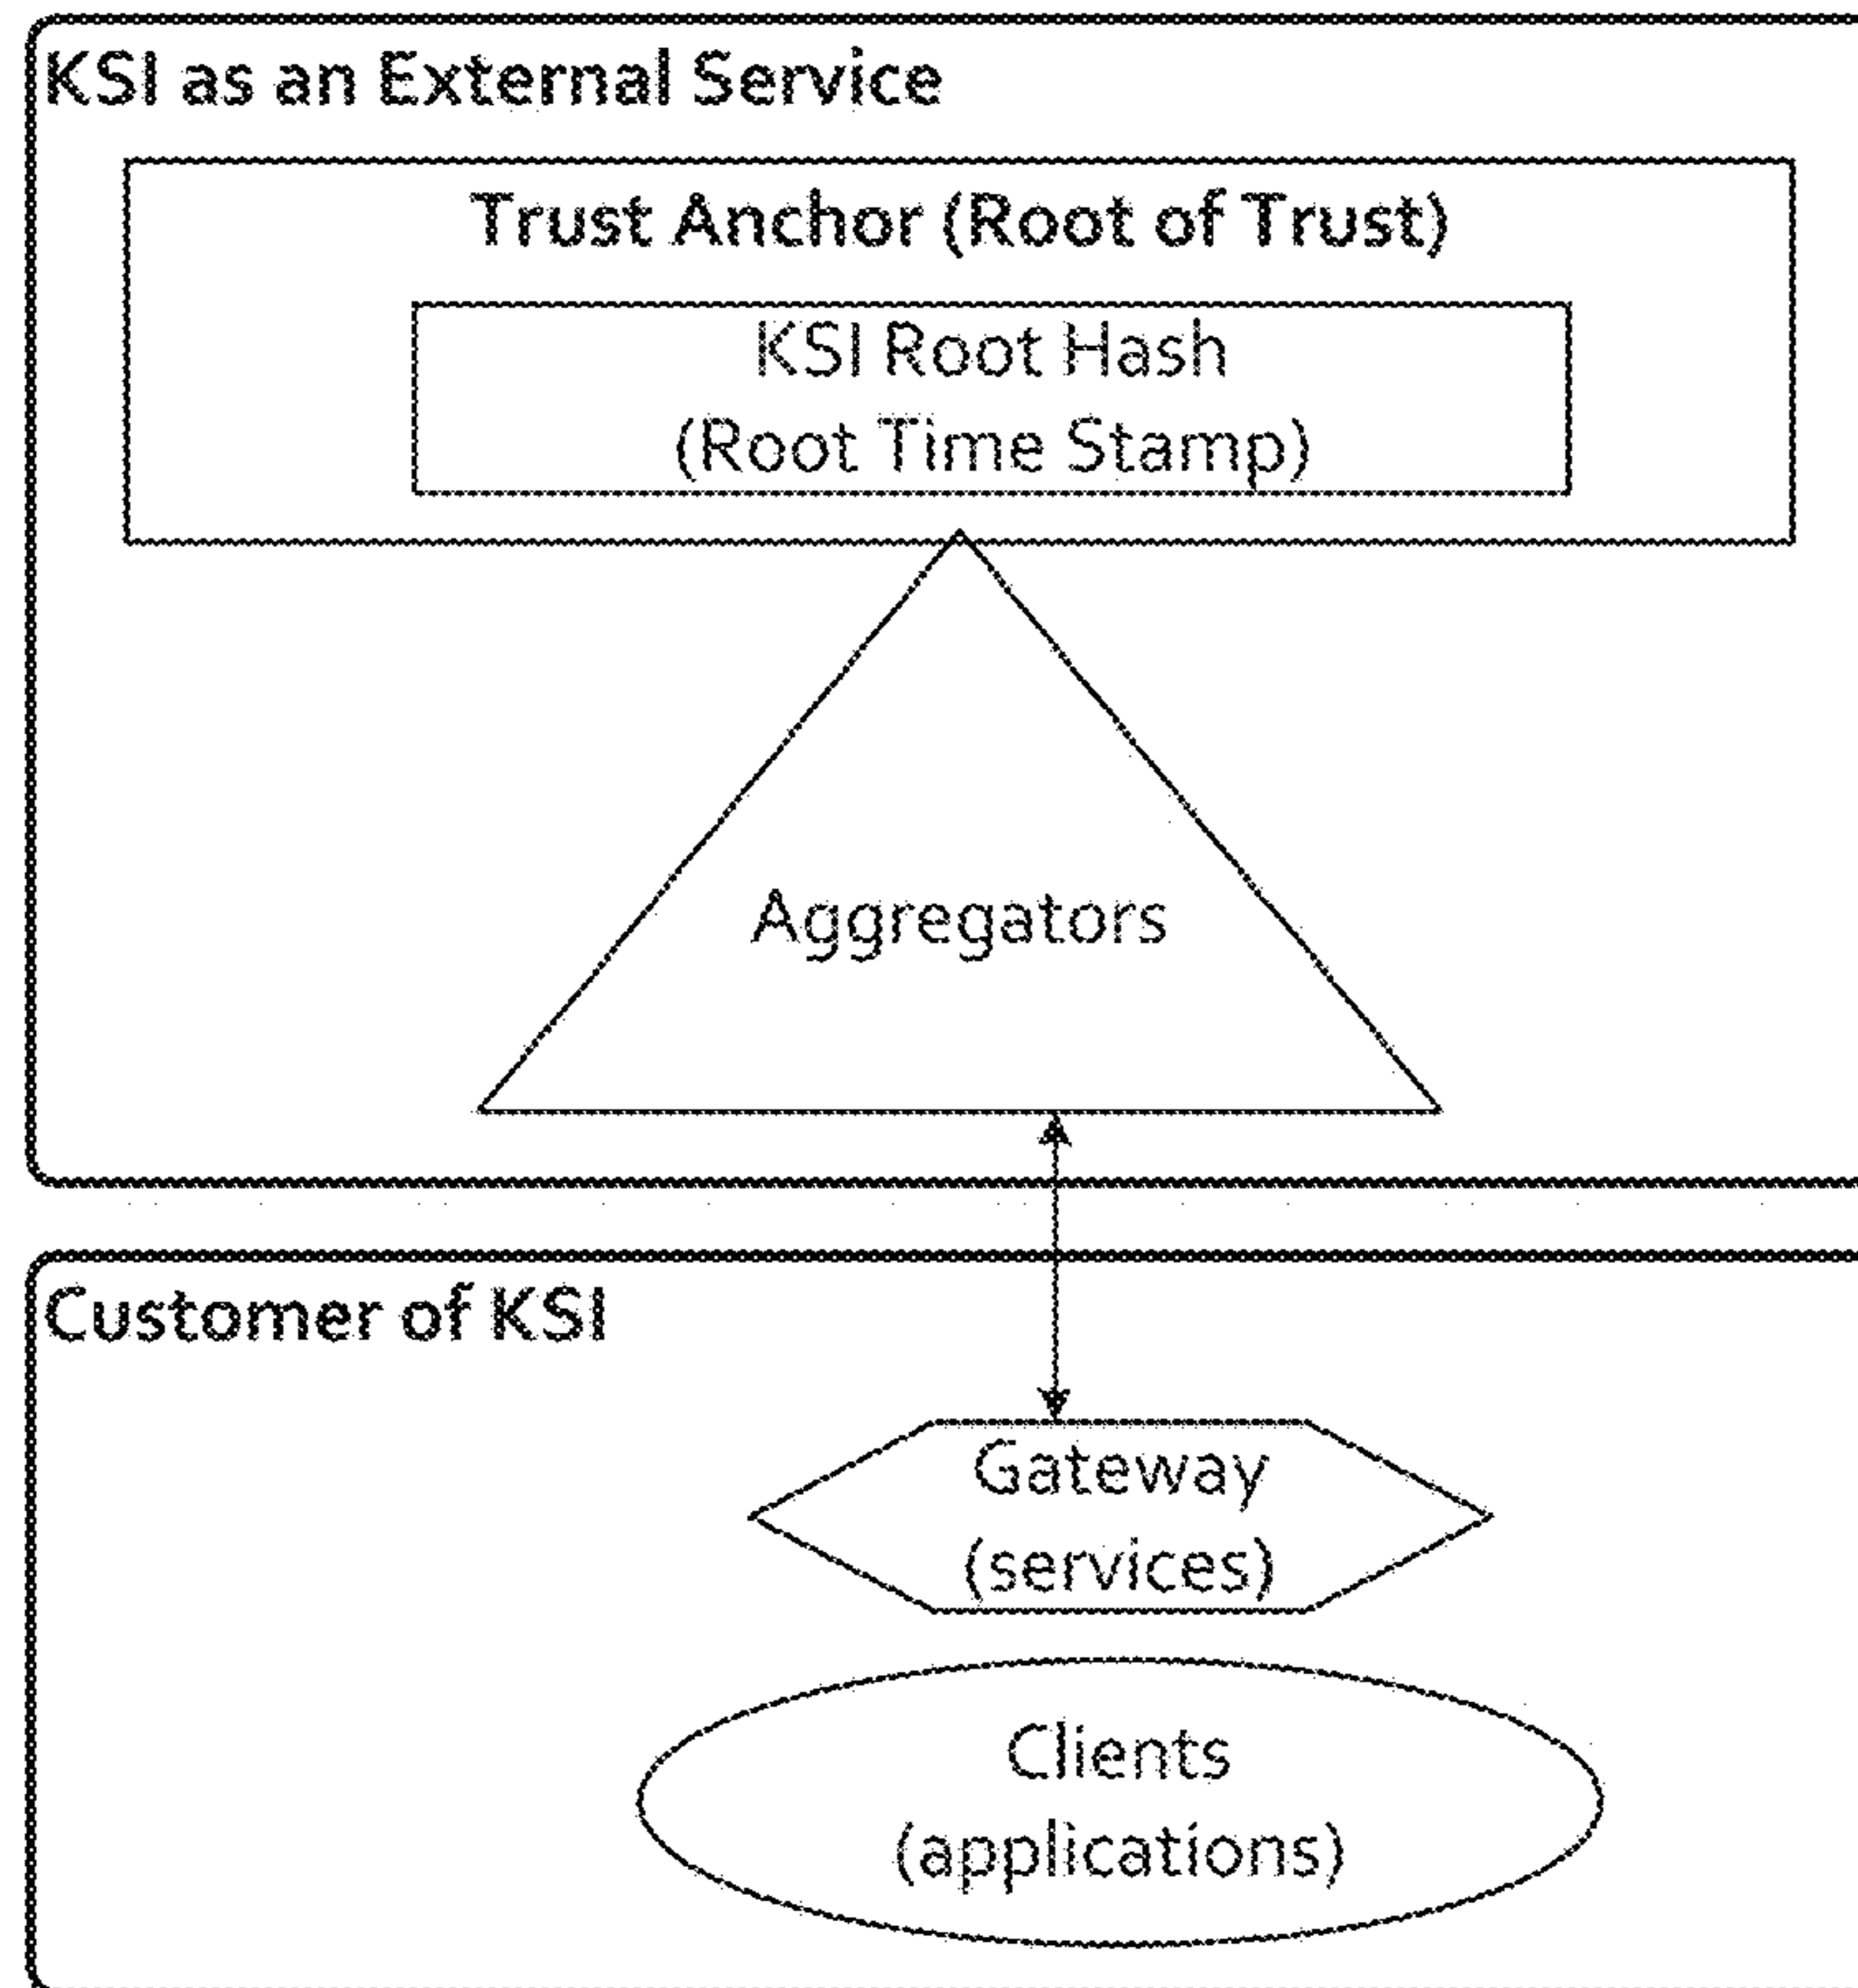 KSI as an External Service
Trust Anchor (Root of Trust)
KSI Root Hash
(Root Time Stamp)
Aggregators
Customer of KSI
Gateway
(services)
Clients
(applications)